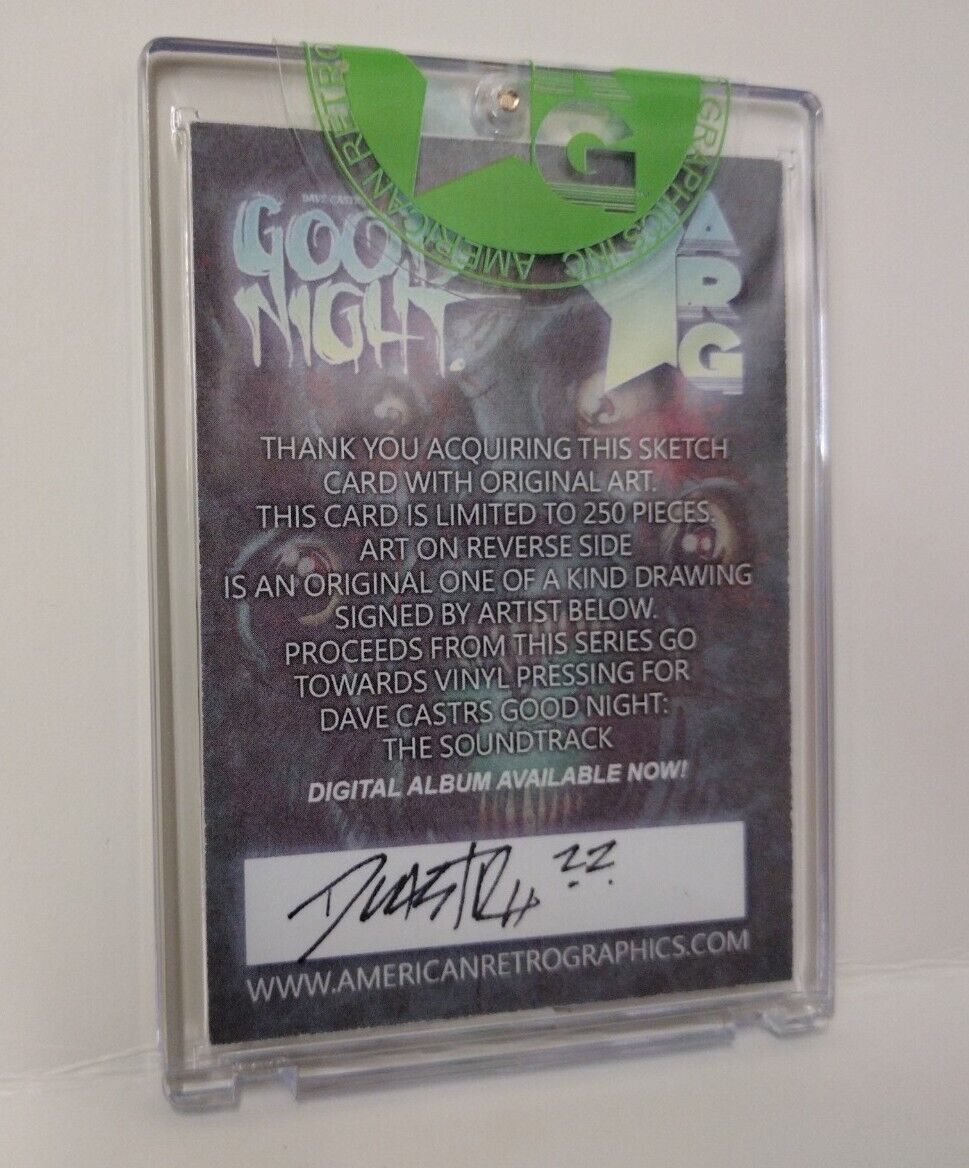 AMERICAN RETRO GRAPHICS INC
G
DAVE CASTR
GOOD
NIGHT.
A
R
G
THANK YOU ACQUIRING THIS SKETCH
CARD WITH ORIGINAL ART.
THIS CARD IS LIMITED TO 250 PIECES.
ART ON REVERSE SIDE
IS AN ORIGINAL ONE OF A KIND DRAWING
SIGNED BY ARTIST BELOW.
PROCEEDS FROM THIS SERIES GO
TOWARDS VINYL PRESSING FOR
DAVE CASTRS GOOD NIGHT:
THE SOUNDTRACK
DIGITAL ALBUM AVAILABLE NOW!
DCASTR 22
WWW.AMERICANRETROGRAPHICS.COM